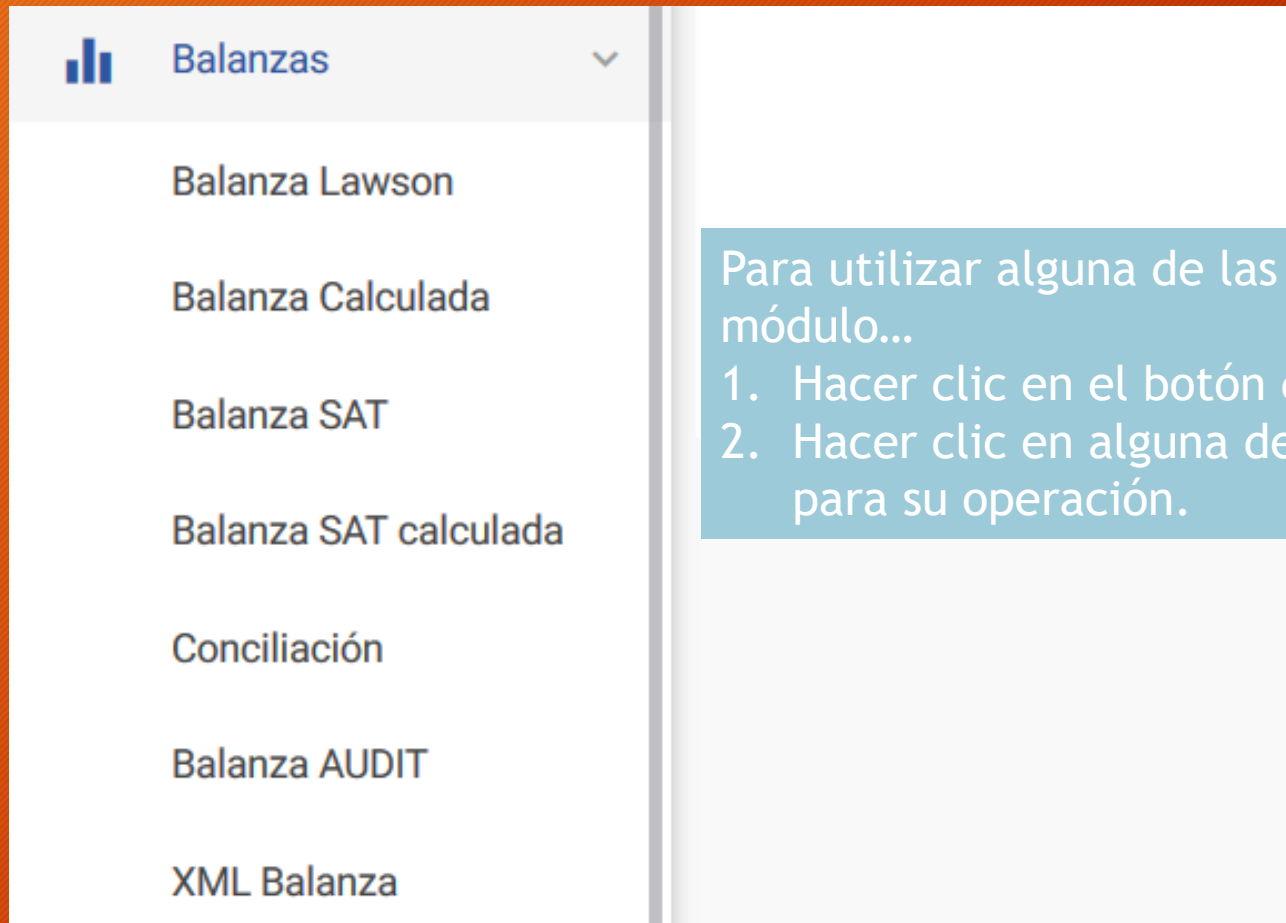 Balanzas
Balanza Lawson
Balanza Calculada
Balanza SAT
Balanza SAT calculada
Conciliación
Balanza AUDIT
XML Balanza
Para utilizar alguna de las
módulo…
1. Hacer clic en el botón
2. Hacer clic en alguna de
para su operación.